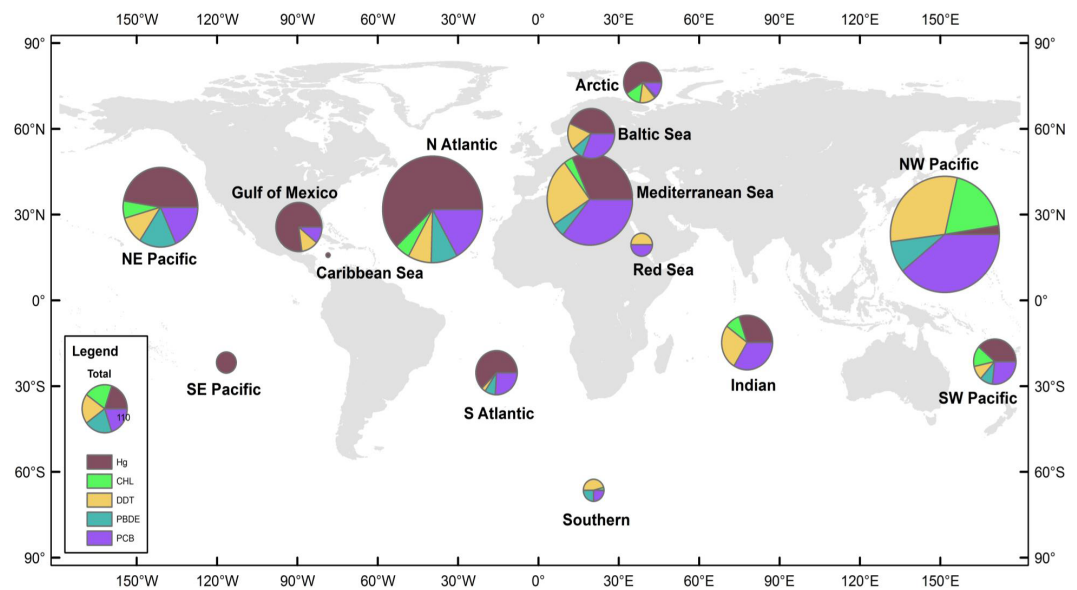 150°W 120°W 90°W 60°W 30°W 0° 30°E 60°E 90°E 120°E 150°E
90° 90°
Arctic
60°N Baltic Sea 60°N
N Atlantic
NW Pacific
Gulf of Mexico Mediterranean Sea
30°N 30°N
NE Pacific
Caribbean Sea Red Sea
0° 0°
Legend
Total
110
Hg
CHL
DDT
PBDE
PCB
SE Pacific
Indian
30°S 30°S
SW Pacific
S Atlantic
60°S 60°S
Southern
90° 90°
150°W 120°W 90°W 60°W 30°W 0° 30°E 60°E 90°E 120°E 150°E